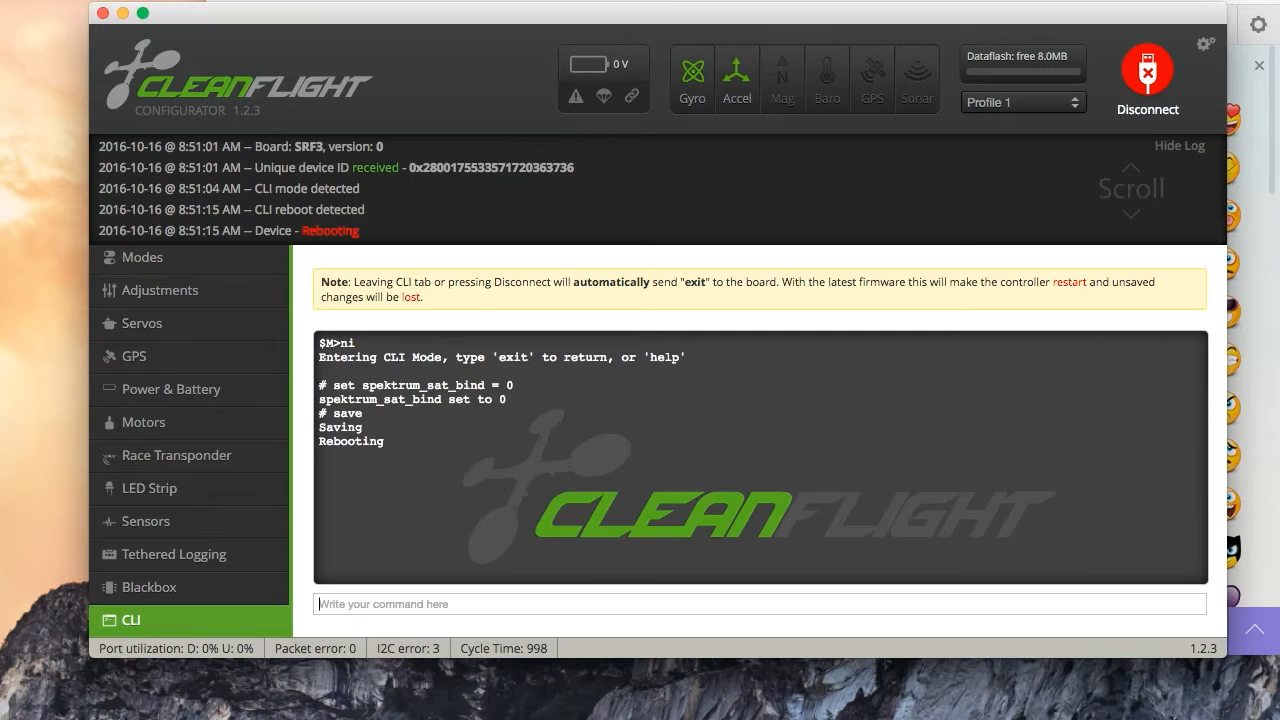 CLEANFLIGHT
CONFIGURATOR 1.2.3
0 V
Gyro
Accel
Mag
Baro
GPS
Sonar
Dataflash: free 8.0MB
Profile 1
Disconnect
2016-10-16 @ 8:51:01 AM -- Board: SRF3, version: 0
2016-10-16 @ 8:51:01 AM -- Unique device ID received - 0x2800175533571720363736
2016-10-16 @ 8:51:04 AM -- CLI mode detected
2016-10-16 @ 8:51:15 AM -- CLI reboot detected
2016-10-16 @ 8:51:15 AM -- Device - Rebooting
Hide Log
Scroll
Modes
Adjustments
Servos
GPS
Power & Battery
Motors
Race Transponder
LED Strip
Sensors
Tethered Logging
Blackbox
CLI
Note: Leaving CLI tab or pressing Disconnect will automatically send "exit" to the board. With the latest firmware this will make the controller restart and unsaved
changes will be lost.
$M>ni
Entering CLI Mode, type 'exit' to return, or 'help'
# set spektrum_sat_bind = 0
spektrum_sat_bind set to 0
# save
Saving
Rebooting
CLEANFLIGHT
Write your command here
Port utilization: D: 0% U: 0%
Packet error: 0
I2C error: 3
Cycle Time: 998
1.2.3